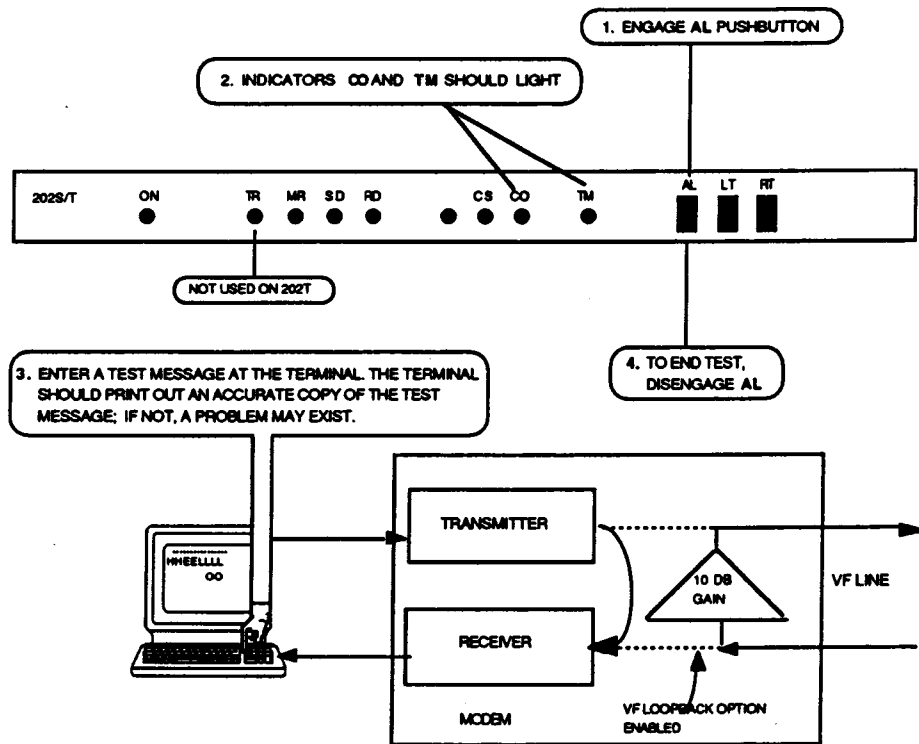 1. ENGAGE AL PUSHBUTTON
2. INDICATORS CO AND TM SHOULD LIGHT
202S/T ON TR MR SD RD CS CO TM AL LT RT
NOT USED ON 202T
3. ENTER A TEST MESSAGE AT THE TERMINAL. THE TERMINAL
SHOULD PRINT OUT AN ACCURATE COPY OF THE TEST
MESSAGE; IF NOT, A PROBLEM MAY EXIST.
4. TO END TEST,
DISENGAGE AL
TRANSMITTER
HHEELLLL
OO
10 DB
GAIN
VF LINE
RECEIVER
VF LOOPBACK OPTION
ENABLED
MODEM